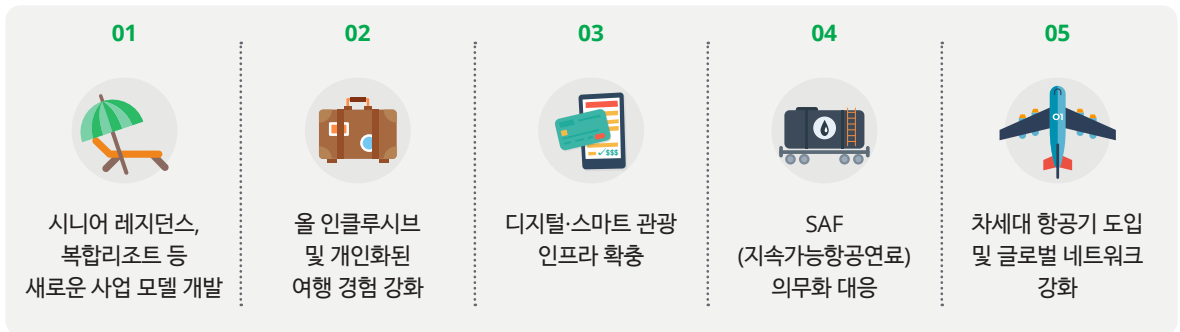 01
시니어 레지던스,
복합리조트 등
새로운 사업 모델 개발
02
올 인클루시브
및 개인화된
여행 경험 강화
03
$$$
디지털·스마트 관광
인프라 확충
04
SAF
(지속가능항공연료)
의무화 대응
05
01
차세대 항공기 도입
및 글로벌 네트워크
강화